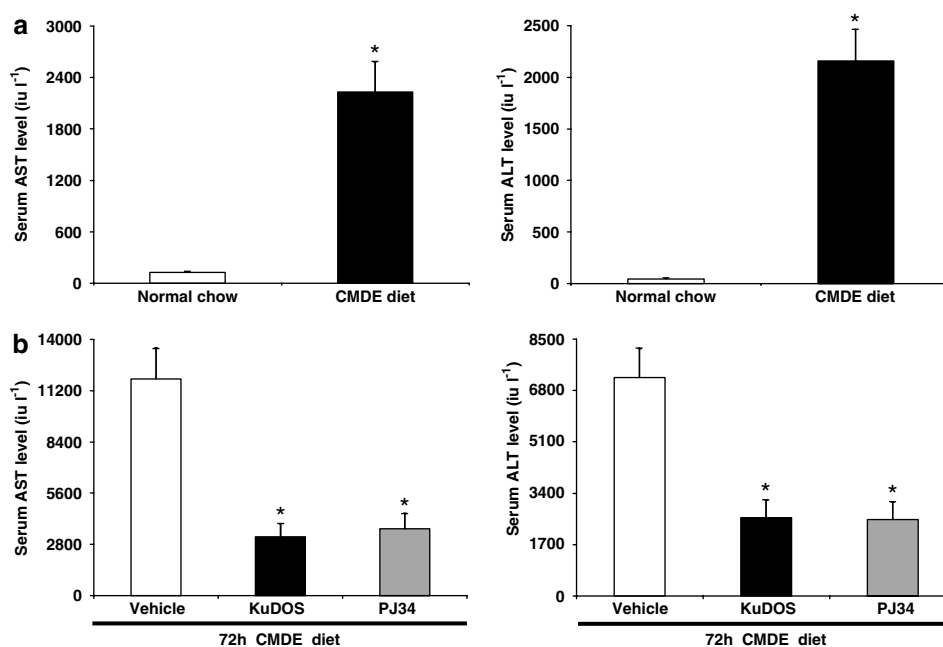 a
Serum AST level (iu l-1)
3000
2400
1800
1200
600
0
*
Normal chow
CMDE diet
Serum ALT level (iu l-1)
2500
2000
1500
1000
500
0
*
Normal chow
CMDE diet
b
Serum AST level (iu l-1)
14000
11200
8400
5600
2800
0
*
*
Vehicle
KuDOS
PJ34
72h CMDE diet
Serum ALT level (iu l-1)
8500
6800
5100
3400
1700
0
*
*
Vehicle
KuDOS
PJ34
72h CMDE diet